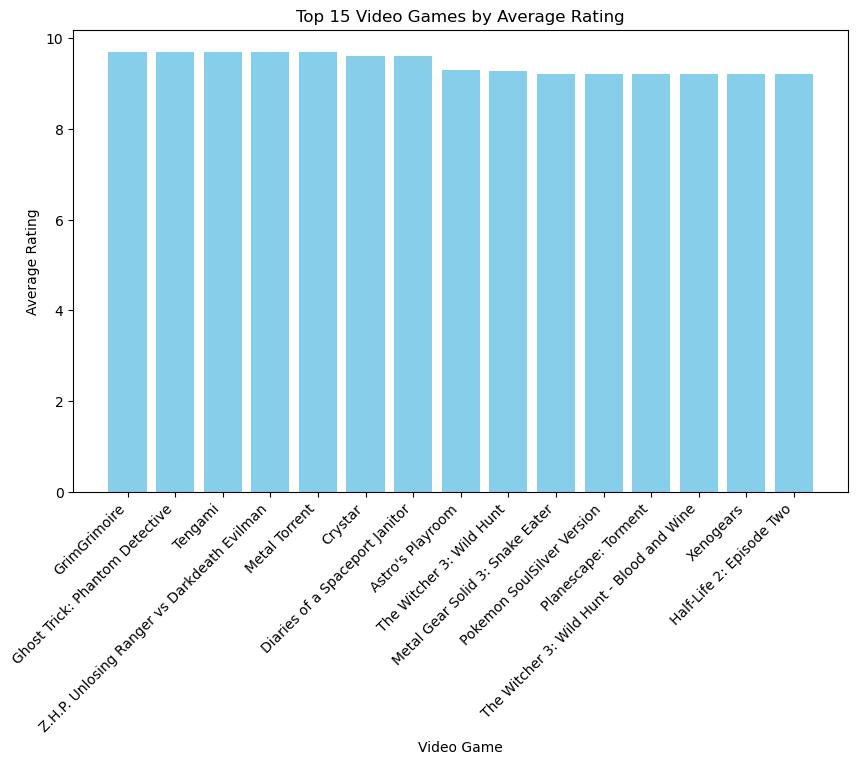 Top 15 Video Games by Average Rating
10
8
6
4
2
0
Average Rating
GrimGrimoire
Ghost Trick: Phantom Detective
Tengami
Z.H.P. Unlosing Ranger vs Darkdeath Evilman
Metal Torrent
Crystar
Diaries of a Spaceport Janitor
Astro's Playroom
The Witcher 3: Wild Hunt
Metal Gear Solid 3: Snake Eater
Pokemon SoulSilver Version
Planescape: Torment
The Witcher 3: Wild Hunt - Blood and Wine
Xenogears
Half-Life 2: Episode Two
Video Game